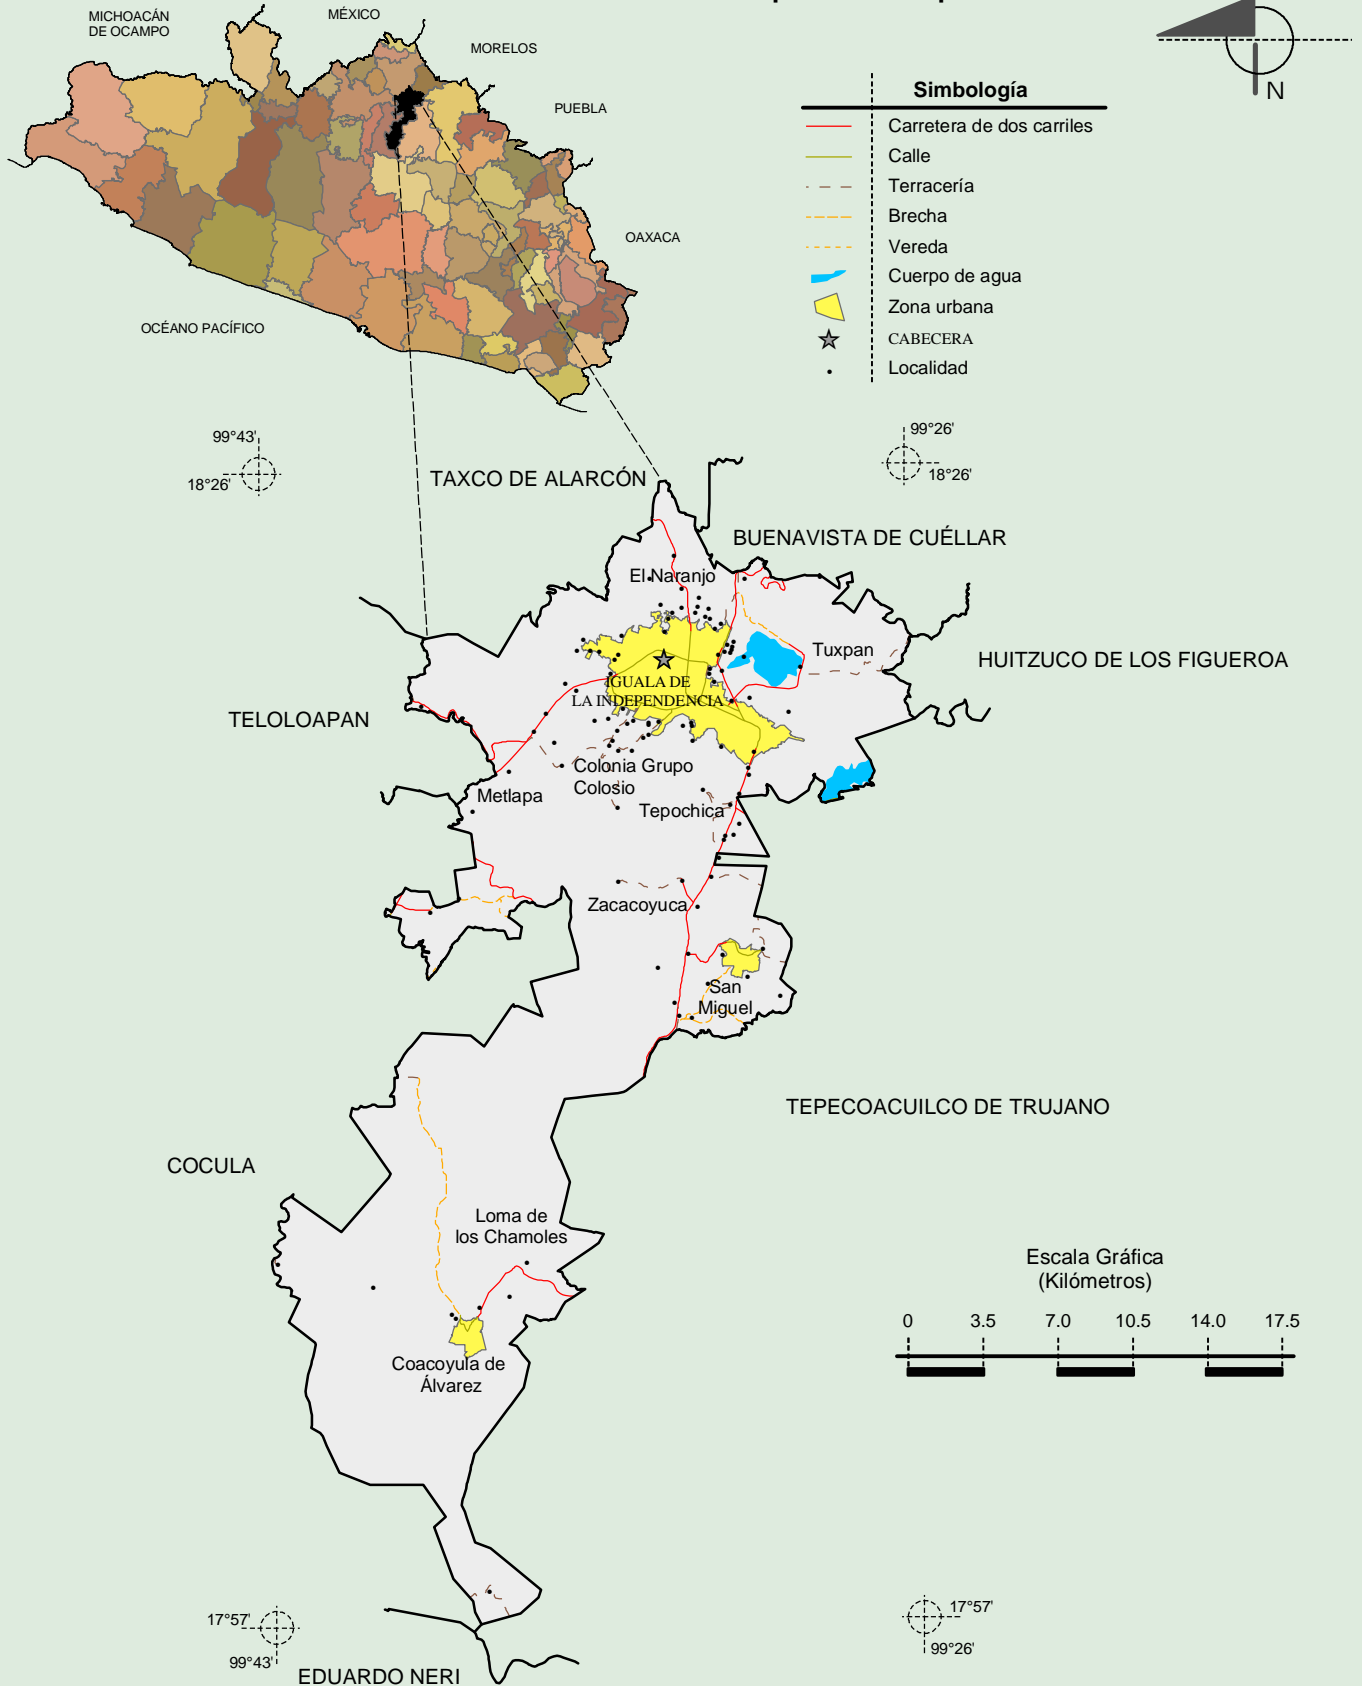 MICHOACÁN
DE OCAMPO
MÉXICO
MORELOS
PUEBLA
OAXACA
OCÉANO PACÍFICO
N
Simbología
Carretera de dos carriles
Calle
Terracería
Brecha
Vereda
Cuerpo de agua
Zona urbana
CABECERA
Localidad
99°43'
18°26'
99°26'
18°26'
TAXCO DE ALARCÓN
BUENAVISTA DE CUÉLLAR
El Naranjo
Tuxpan
HUITZUCO DE LOS FIGUEROA
IGUALA DE
LA INDEPENDENCIA
TELOLOAPAN
Colonia Grupo
Colosio
Metlapa
Tepochica
Zacacoyuca
San
Miguel
TEPECOACUILCO DE TRUJANO
COCULA
Loma de
los Chamoles
Escala Gráfica
(Kilómetros)
0 3.5 7.0 10.5 14.0 17.5
Coacoyula de
Álvarez
17°57'
99°43'
17°57'
99°26'
EDUARDO NERI